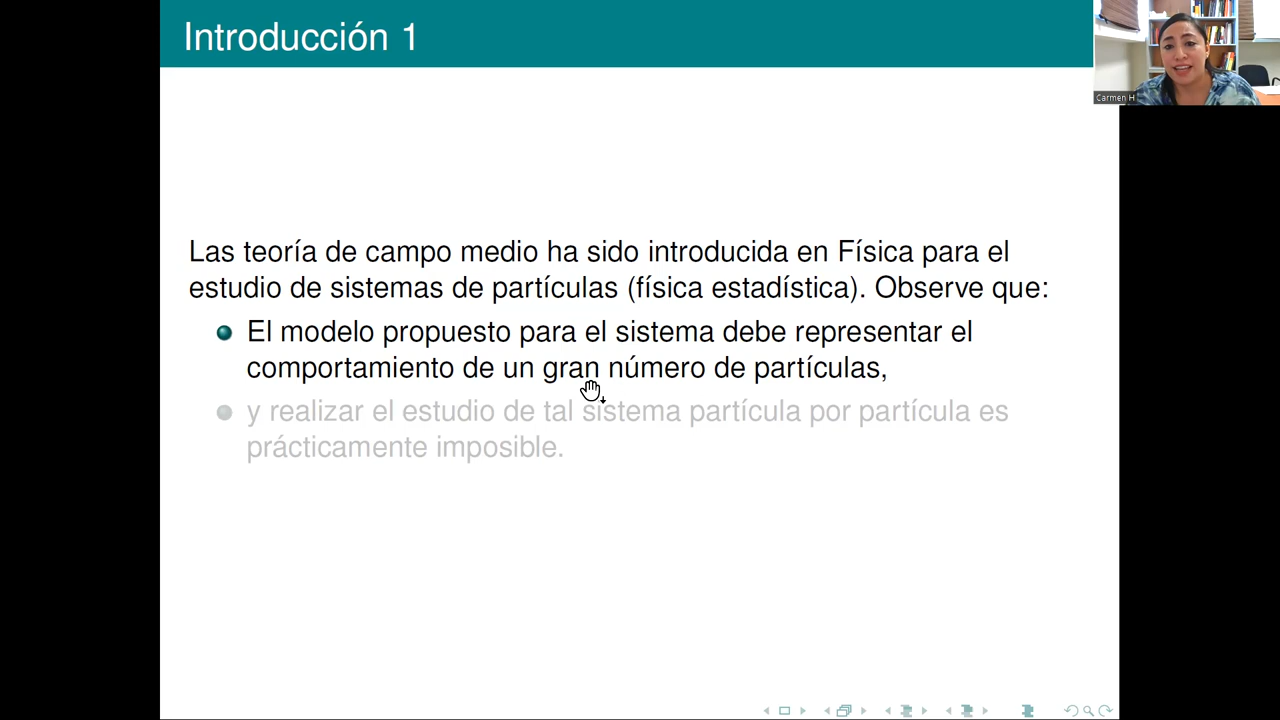 Introducción 1
Carmen H
Las teoría de campo medio ha sido introducida en Física para el
estudio de sistemas de partículas (física estadística). Observe que:
El modelo propuesto para el sistema debe representar el
comportamiento de un gran número de partículas,
y realizar el estudio de tal sistema partícula por partícula es
prácticamente imposible.